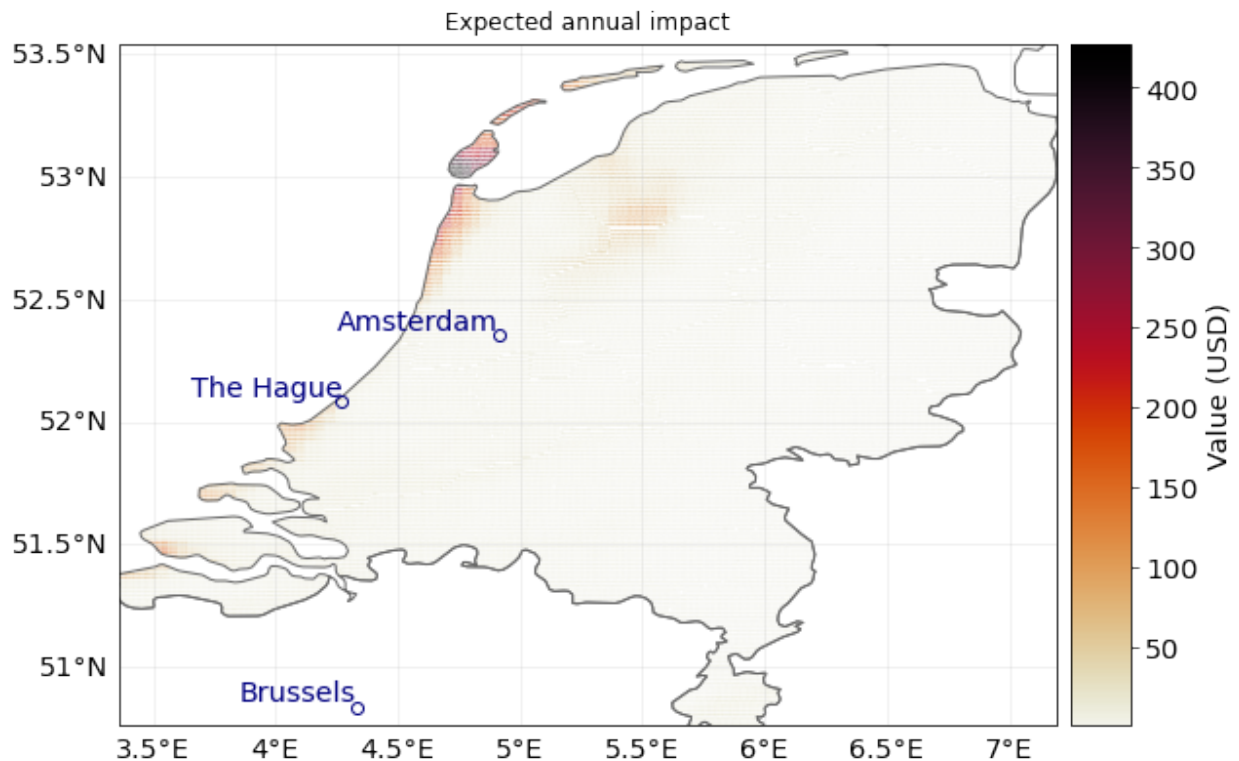 Expected annual impact
53.5°N
53°N
52.5°N
52°N
51.5°N
51°N
Amsterdam
The Hague
Brussels
3.5°E
4°E
4.5°E
5°E
5.5°E
6°E
6.5°E
7°E
400
350
300
250
200
150
100
50
Value (USD)